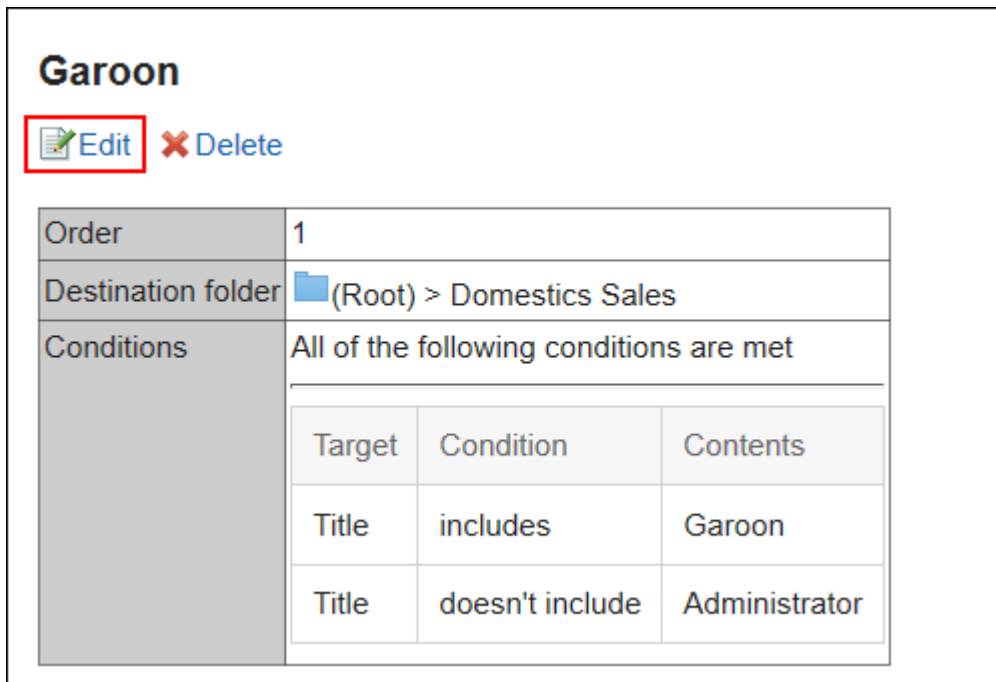 Garoon
Edit Delete
Order 1
Destination folder (Root) > Domestics Sales
Conditions All of the following conditions are met
Target Condition Contents
Title includes Garoon
Title doesn't include Administrator